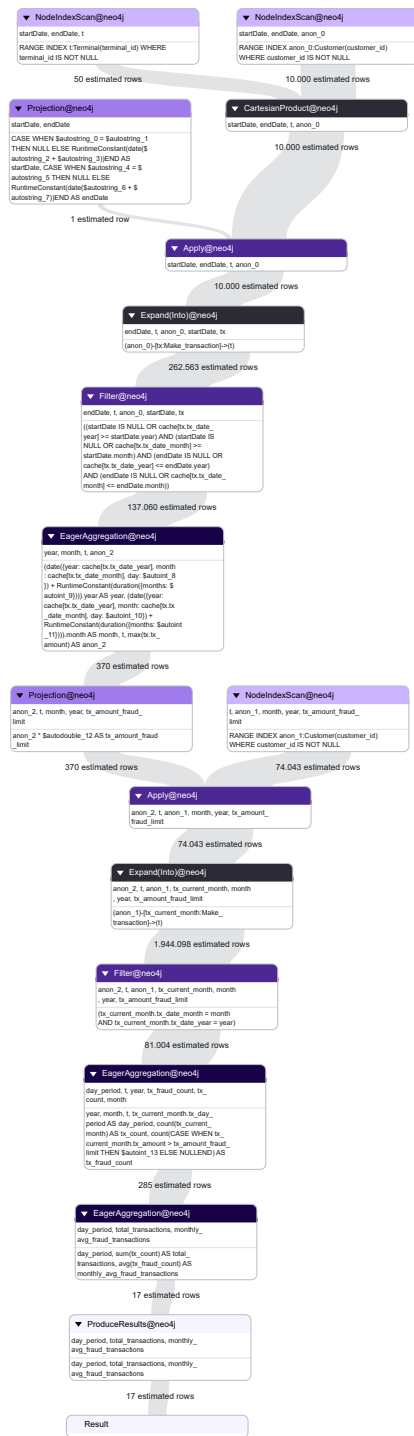 NodeIndexScan@neo4j
startDate, endDate, t
RANGE INDEX t:Terminal(terminal_id) WHERE
terminal_id IS NOT NULL
50 estimated rows
NodeIndexScan@neo4j
startDate, endDate, anon_0
RANGE INDEX anon_0:Customer(customer_id)
WHERE customer_id IS NOT NULL
10.000 estimated rows
Projection@neo4j
startDate, endDate
CASE WHEN $autostring_0 = $autostring_1
THEN NULL ELSE RuntimeConstant(date($
autostring_2 + $autostring_3))END AS
startDate, CASE WHEN $autostring_4 = $
autostring_5 THEN NULL ELSE
RuntimeConstant(date($autostring_6 + $
autostring_7))END AS endDate
1 estimated row
CartesianProduct@neo4j
startDate, endDate, t, anon_0
10.000 estimated rows
Apply@neo4j
startDate, endDate, t, anon_0
10.000 estimated rows
Expand(Into)@neo4j
endDate, t, anon_0, startDate, tx
(anon_0)-[tx:Make_transaction]->(t)
262.563 estimated rows
Filter@neo4j
endDate, t, anon_0, startDate, tx
((startDate IS NULL OR cache[tx.tx_date_
year] >= startDate.year) AND (startDate IS
NULL OR cache[tx.tx_date_month] >=
startDate.month) AND (endDate IS NULL OR
cache[tx.tx_date_year] <= endDate.year)
AND (endDate IS NULL OR cache[tx.tx_date_
month] <= endDate.month))
137.060 estimated rows
EagerAggregation@neo4j
year, month, t, anon_2
(date({year: cache[tx.tx_date_year], month
: cache[tx.tx_date_month], day: $autoint_8
}) + RuntimeConstant(duration({months: $
autoint_9}))).year AS year, (date({year:
cache[tx.tx_date_year], month: cache[tx.tx
_date_month], day: $autoint_10}) +
RuntimeConstant(duration({months: $autoint
_11}))).month AS month, t, max(tx.tx_
amount) AS anon_2
370 estimated rows
Projection@neo4j
anon_2, t, month, year, tx_amount_fraud_
limit
anon_2 * $autodouble_12 AS tx_amount_fraud
_limit
370 estimated rows
NodeIndexScan@neo4j
t, anon_1, month, year, tx_amount_fraud_
limit
RANGE INDEX anon_1:Customer(customer_id)
WHERE customer_id IS NOT NULL
74.043 estimated rows
Apply@neo4j
anon_2, t, anon_1, month, year, tx_amount_
fraud_limit
74.043 estimated rows
Expand(Into)@neo4j
anon_2, t, anon_1, tx_current_month, month
, year, tx_amount_fraud_limit
(anon_1)-[tx_current_month:Make_
transaction]->(t)
1.944.098 estimated rows
Filter@neo4j
anon_2, t, anon_1, tx_current_month, month
, year, tx_amount_fraud_limit
(tx_current_month.tx_date_month = month
AND tx_current_month.tx_date_year = year)
81.004 estimated rows
EagerAggregation@neo4j
day_period, t, year, tx_fraud_count, tx_
count, month
year, month, t, tx_current_month.tx_day_
period AS day_period, count(tx_current_
month) AS tx_count, count(CASE WHEN tx_
current_month.tx_amount > tx_amount_fraud_
limit THEN $autoint_13 ELSE NULLEND) AS
tx_fraud_count
285 estimated rows
EagerAggregation@neo4j
day_period, total_transactions, monthly_
avg_fraud_transactions
day_period, sum(tx_count) AS total_
transactions, avg(tx_fraud_count) AS
monthly_avg_fraud_transactions
17 estimated rows
ProduceResults@neo4j
day_period, total_transactions, monthly_
avg_fraud_transactions
day_period, total_transactions, monthly_
avg_fraud_transactions
17 estimated rows
Result